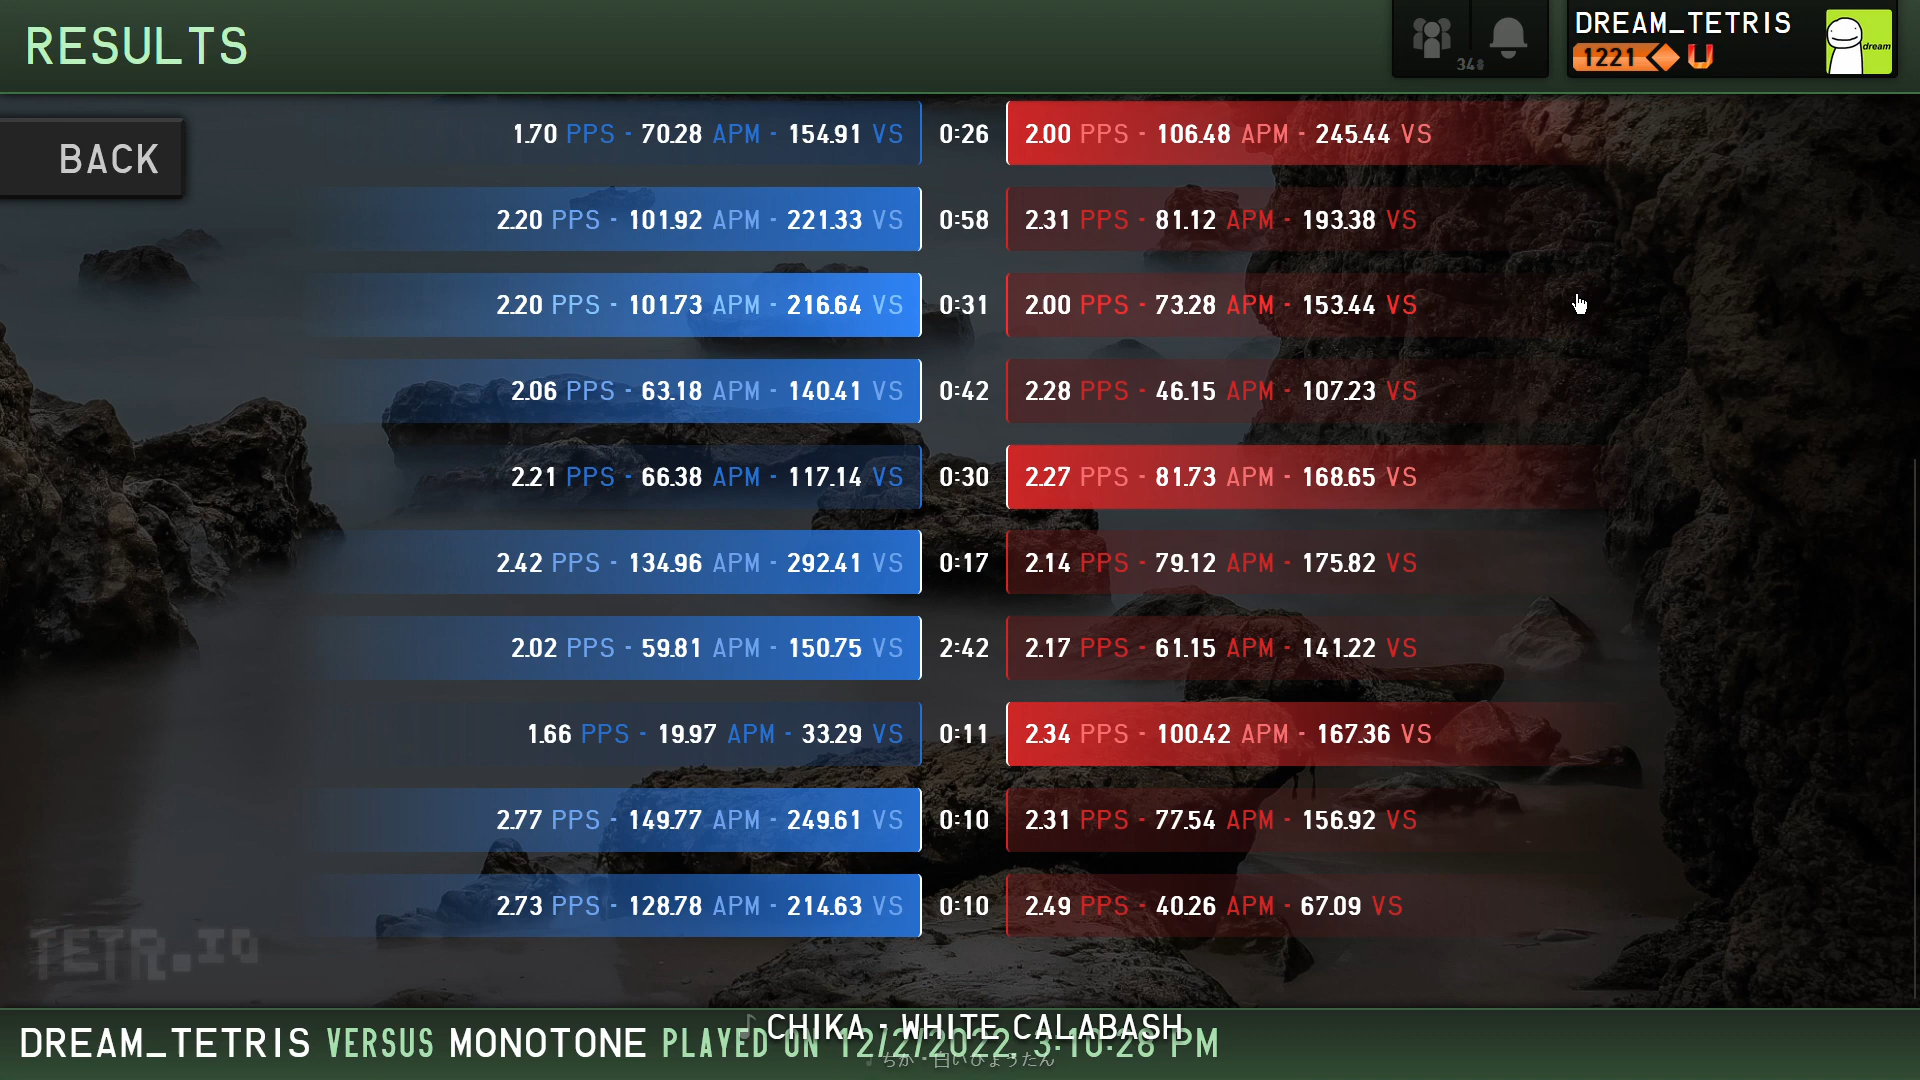 RESULTS
348
DREAM_TETRIS
1221
dream
BACK
1.70 PPS - 70.28 APM - 154.91 VS 0:26 2.00 PPS - 106.48 APM - 245.44 VS
2.20 PPS - 101.92 APM - 221.33 VS 0:58 2.31 PPS - 81.12 APM - 193.38 VS
2.20 PPS - 101.73 APM - 216.64 VS 0:31 2.00 PPS - 73.28 APM - 153.44 VS
2.06 PPS - 63.18 APM - 140.41 VS 0:42 2.28 PPS - 46.15 APM - 107.23 VS
2.21 PPS - 66.38 APM - 117.14 VS 0:30 2.27 PPS - 81.73 APM - 168.65 VS
2.42 PPS - 134.96 APM - 292.41 VS 0:17 2.14 PPS - 79.12 APM - 175.82 VS
2.02 PPS - 59.81 APM - 150.75 VS 2:42 2.17 PPS - 61.15 APM - 141.22 VS
1.66 PPS - 19.97 APM - 33.29 VS 0:11 2.34 PPS - 100.42 APM - 167.36 VS
2.77 PPS - 149.77 APM - 249.61 VS 0:10 2.31 PPS - 77.54 APM - 156.92 VS
2.73 PPS - 128.78 APM - 214.63 VS 0:10 2.49 PPS - 40.26 APM - 67.09 VS
TETR.IO
♪ CHIKA - WHITE CALABASH
DREAM_TETRIS VERSUS MONOTONE PLAYED ON 12/2/2022, 3:10:28 PM
ちか - 白いひょうたん